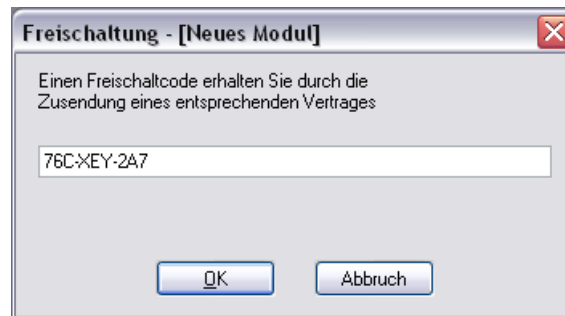 Freischaltung - [Neues Modul]
Einen Freischaltcode erhalten Sie durch die
Zusendung eines entsprechenden Vertrages
76C-XEY-2A7
OK Abbruch